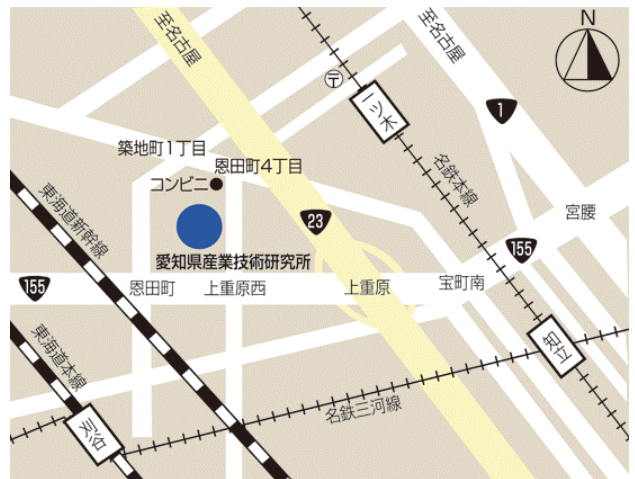 至名古屋
至名古屋
N
〒
一ツ木
1
築地町1丁目
恩田町4丁目
コンビニ
名鉄本線
東海道新幹線
23
宮腰
155
愛知県産業技術研究所
155
恩田町
上重原西
上重原
宝町南
東海道本線
知立
名鉄三河線
刈谷